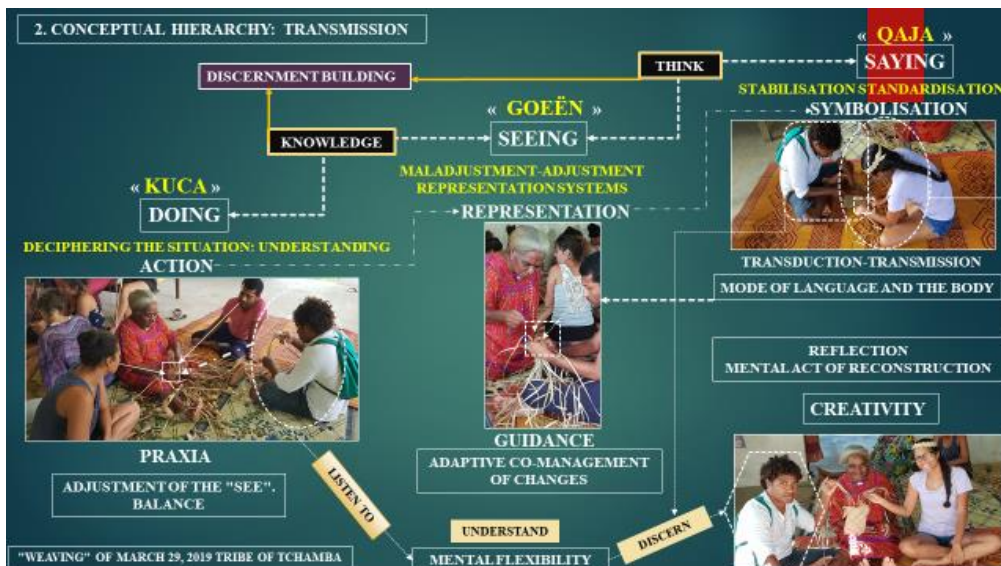 2. CONCEPTUAL HIERARCHY: TRANSMISSION
« QAJA »
SAYING
THINK
DISCERNMENT BUILDING
STABILISATION STANDARDISATION
SYMBOLISATION
« GOEËN »
SEEING
KNOWLEDGE
MALADJUSTMENT-ADJUSTMENT
REPRESENTATION SYSTEMS
REPRESENTATION
« KUCA »
DOING
DECIPHERING THE SITUATION: UNDERSTANDING
ACTION
TRANSDUCTION-TRANSMISSION
MODE OF LANGUAGE AND THE BODY
REFLECTION
MENTAL ACT OF RECONSTRUCTION
CREATIVITY
GUIDANCE
ADAPTIVE CO-MANAGEMENT
OF CHANGES
PRAXIA
ADJUSTMENT OF THE "SEE".
BALANCE
LISTEN TO
UNDERSTAND
DISCERN
MENTAL FLEXIBILITY
"WEAVING" OF MARCH 29, 2019 TRIBE OF TCHAMBA